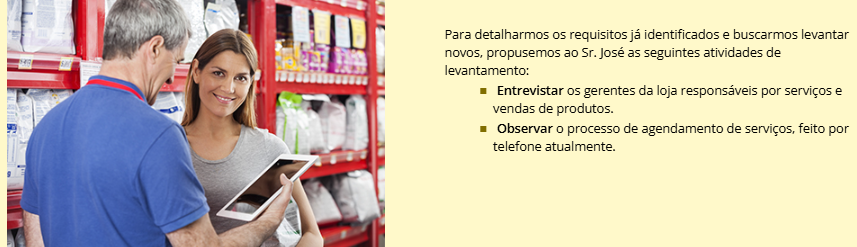 Para detalharmos os requisitos já identificados e buscarmos levantar
novos, propusemos ao Sr. José as seguintes atividades de
levantamento:
■ Entrevistar os gerentes da loja responsáveis por serviços e
vendas de produtos.
■ Observar o processo de agendamento de serviços, feito por
telefone atualmente.